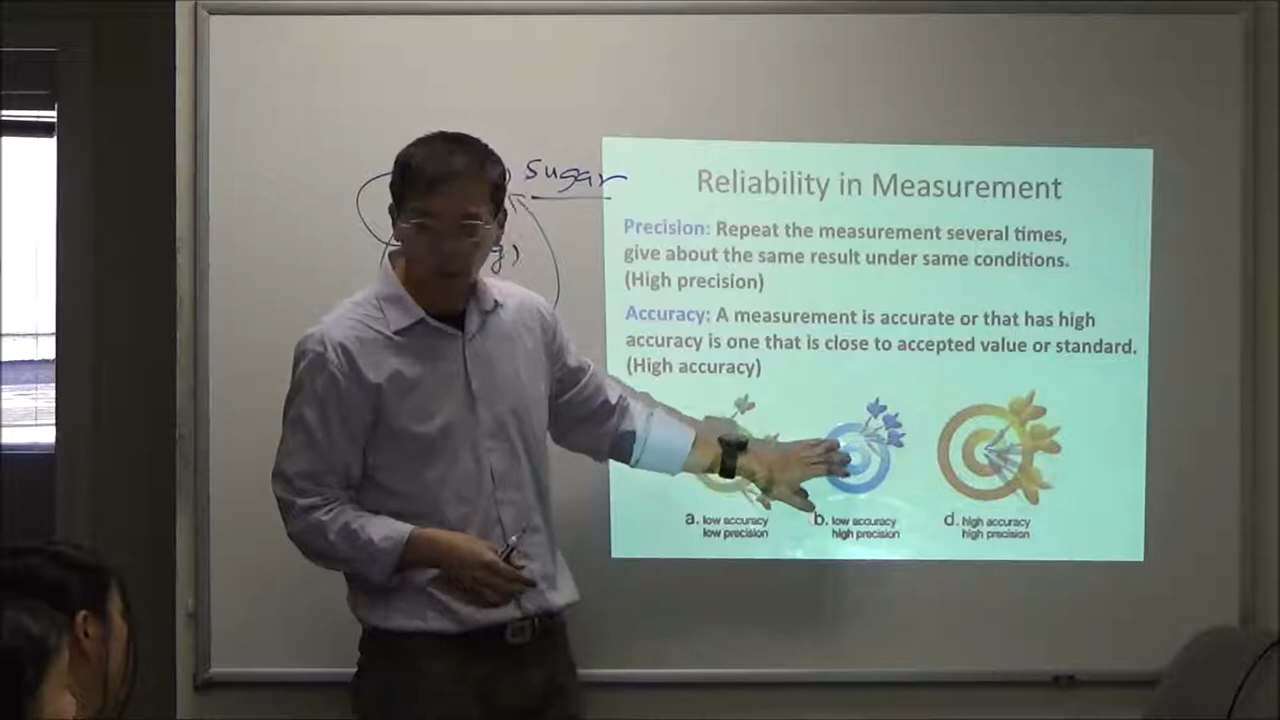 sugar
g)
Reliability in Measurement
Precision: Repeat the measurement several times,
give about the same result under same conditions.
(High precision)
Accuracy: A measurement is accurate or that has high
accuracy is one that is close to accepted value or standard.
(High accuracy)
a. low accuracy
low precision
b. low accuracy
high precision
d. high accuracy
high precision